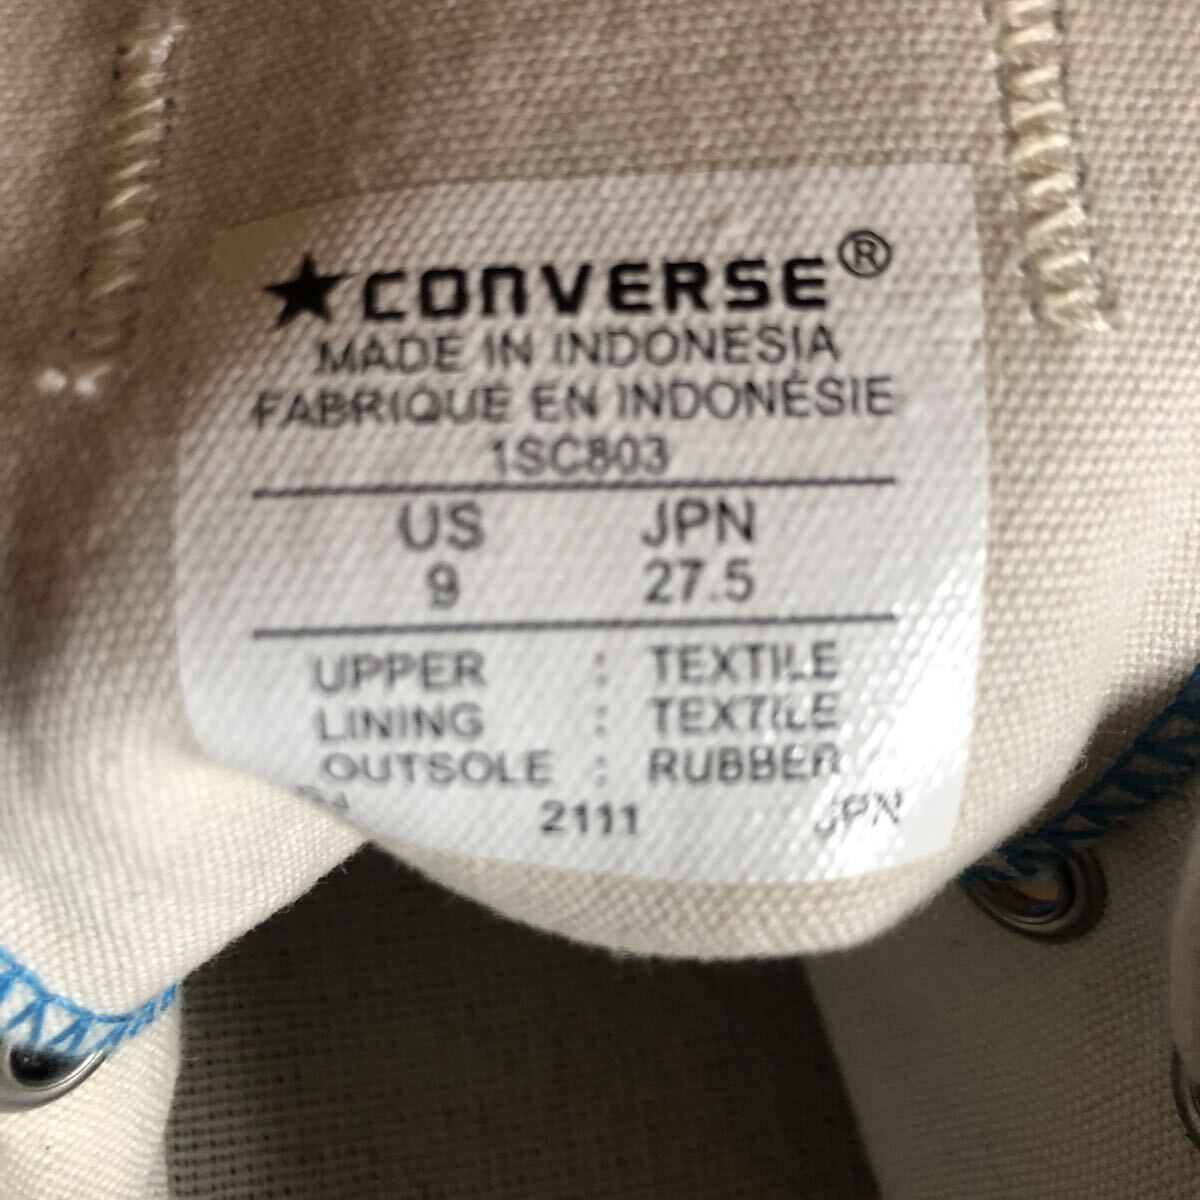 ★CONVERSE®
MADE IN INDONESIA
FABRIQUÉ EN INDONÉSIE
1SC803
US JPN
9 27.5
UPPER : TEXTILE
LINING : TEXTILE
OUTSOLE : RUBBER
2111 JPN